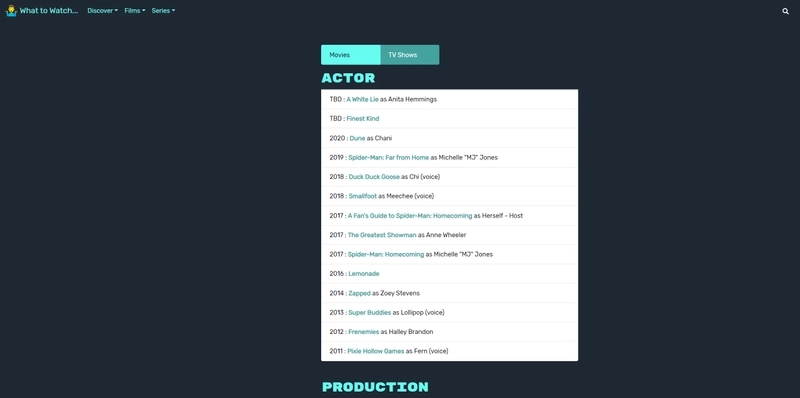 What to Watch... Discover Films Series
Movies TV Shows
ACTOR
TBD : A White Lie as Anita Hemmings
TBD : Finest Kind
2020 : Dune as Chani
2019 : Spider-Man: Far from Home as Michelle "MJ" Jones
2018 : Duck Duck Goose as Chi (voice)
2018 : Smallfoot as Meechee (voice)
2017 : A Fan's Guide to Spider-Man: Homecoming as Herself - Host
2017 : The Greatest Showman as Anne Wheeler
2017 : Spider-Man: Homecoming as Michelle "MJ" Jones
2016 : Lemonade
2014 : Zapped as Zoey Stevens
2013 : Super Buddies as Lollipop (voice)
2012 : Frenemies as Halley Brandon
2011 : Pixie Hollow Games as Fern (voice)
PRODUCTION